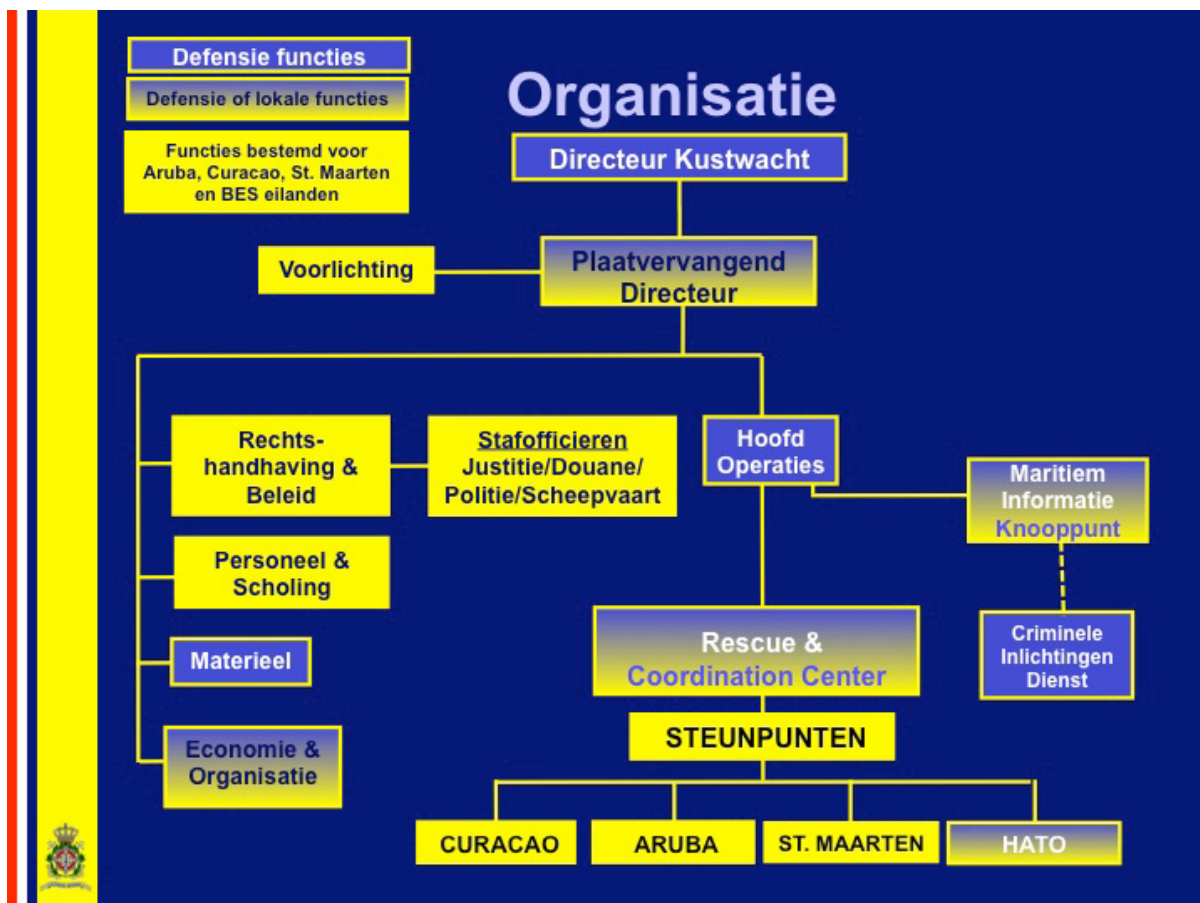 Defensie functies
Defensie of lokale functies
Functies bestemd voor
Aruba, Curacao, St. Maarten
en BES eilanden
Organisatie
Directeur Kustwacht
Voorlichting
Plaatvervangend
Directeur
Rechts-
handhaving &
Beleid
Stafofficieren
Justitie/Douane/
Politie/Scheepvaart
Hoofd
Operaties
Maritiem
Informatie
Knooppunt
Personeel &
Scholing
Materieel
Rescue &
Coordination Center
Criminele
Inlichtingen
Dienst
Economie &
Organisatie
STEUNPUNTEN
CURACAO
ARUBA
ST. MAARTEN
HATO